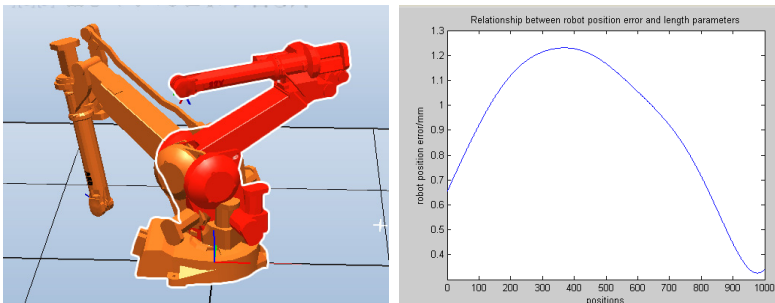 Relationship between robot position error and length parameters
robot position error/mm
1.3
1.2
1.1
1
0.9
0.8
0.7
0.6
0.5
0.4
0 100 200 300 400 500 600 700 800 900 1000
positions